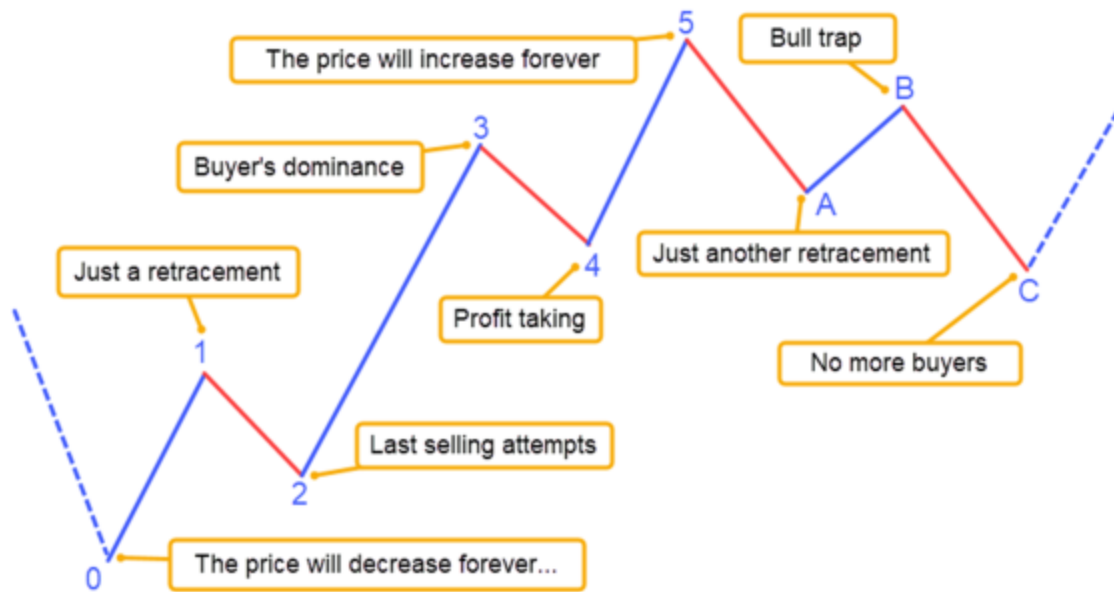 5
The price will increase forever
Bull trap
B
3
Buyer's dominance
A
Just another retracement
Just a retracement
4
C
Profit taking
1
No more buyers
Last selling attempts
2
The price will decrease forever...
0